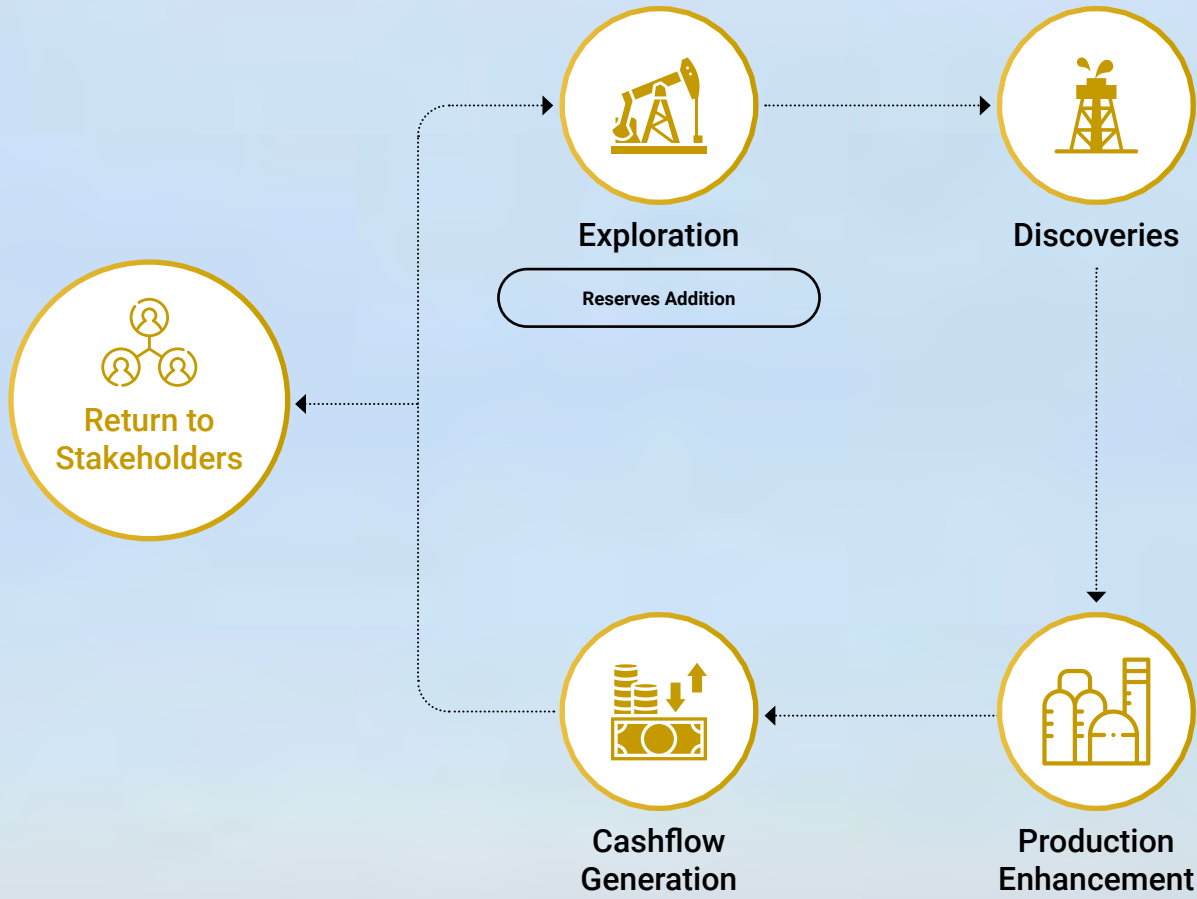 Exploration
Discoveries
Reserves Addition
Return to
Stakeholders
Cashflow
Generation
Production
Enhancement